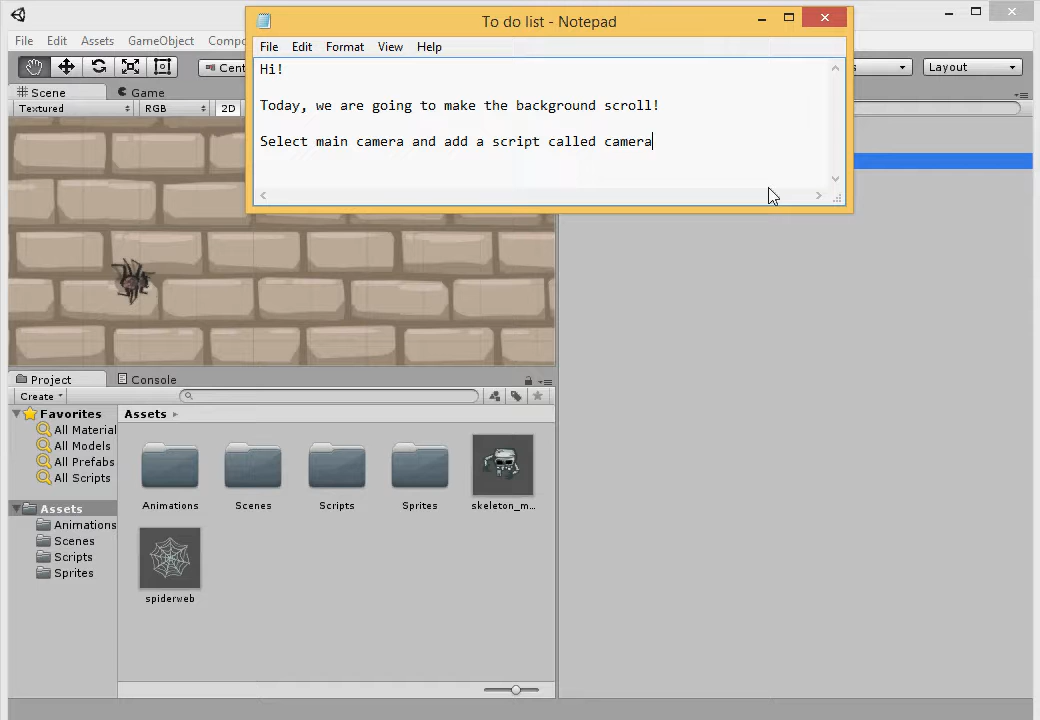 To do list - Notepad
File Edit Format View Help
Hi!
Today, we are going to make the background scroll!
Select main camera and add a script called camera
File Edit Assets GameObject Compo
Cent
s
Layout
Scene
Game
Textured
RGB
2D
Project
Console
Create
Favorites
All Material
All Models
All Prefabs
All Scripts
Assets
Animations
Scenes
Scripts
Sprites
Assets
Animations
Scenes
Scripts
Sprites
skeleton_m...
spiderweb